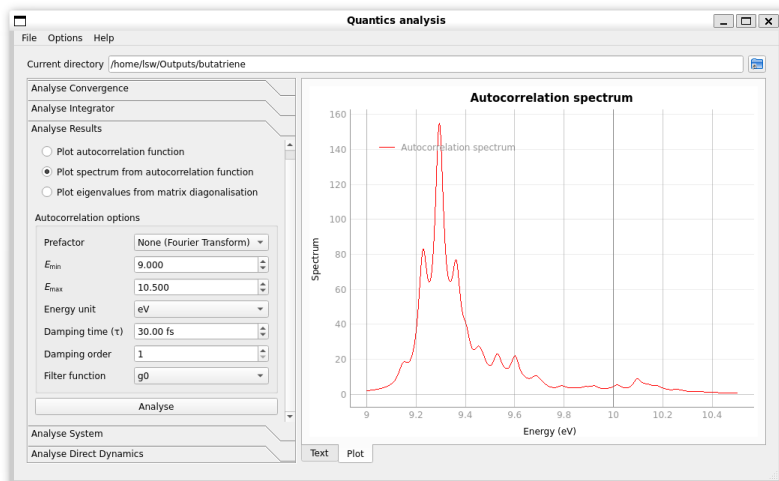 Quantics analysis
File Options Help
Current directory /home/lsw/Outputs/butatriene
Analyse Convergence
Analyse Integrator
Analyse Results
Plot autocorrelation function
Plot spectrum from autocorrelation function
Plot eigenvalues from matrix diagonalisation
Autocorrelation options
Prefactor None (Fourier Transform)
Emin 9.000
Emax 10.500
Energy unit eV
Damping time (τ) 30.00 fs
Damping order 1
Filter function g0
Analyse
Analyse System
Analyse Direct Dynamics
Autocorrelation spectrum
Autocorrelation spectrum
Spectrum
160
140
120
100
80
60
40
20
0
9 9.2 9.4 9.6 9.8 10 10.2 10.4
Energy (eV)
Text Plot